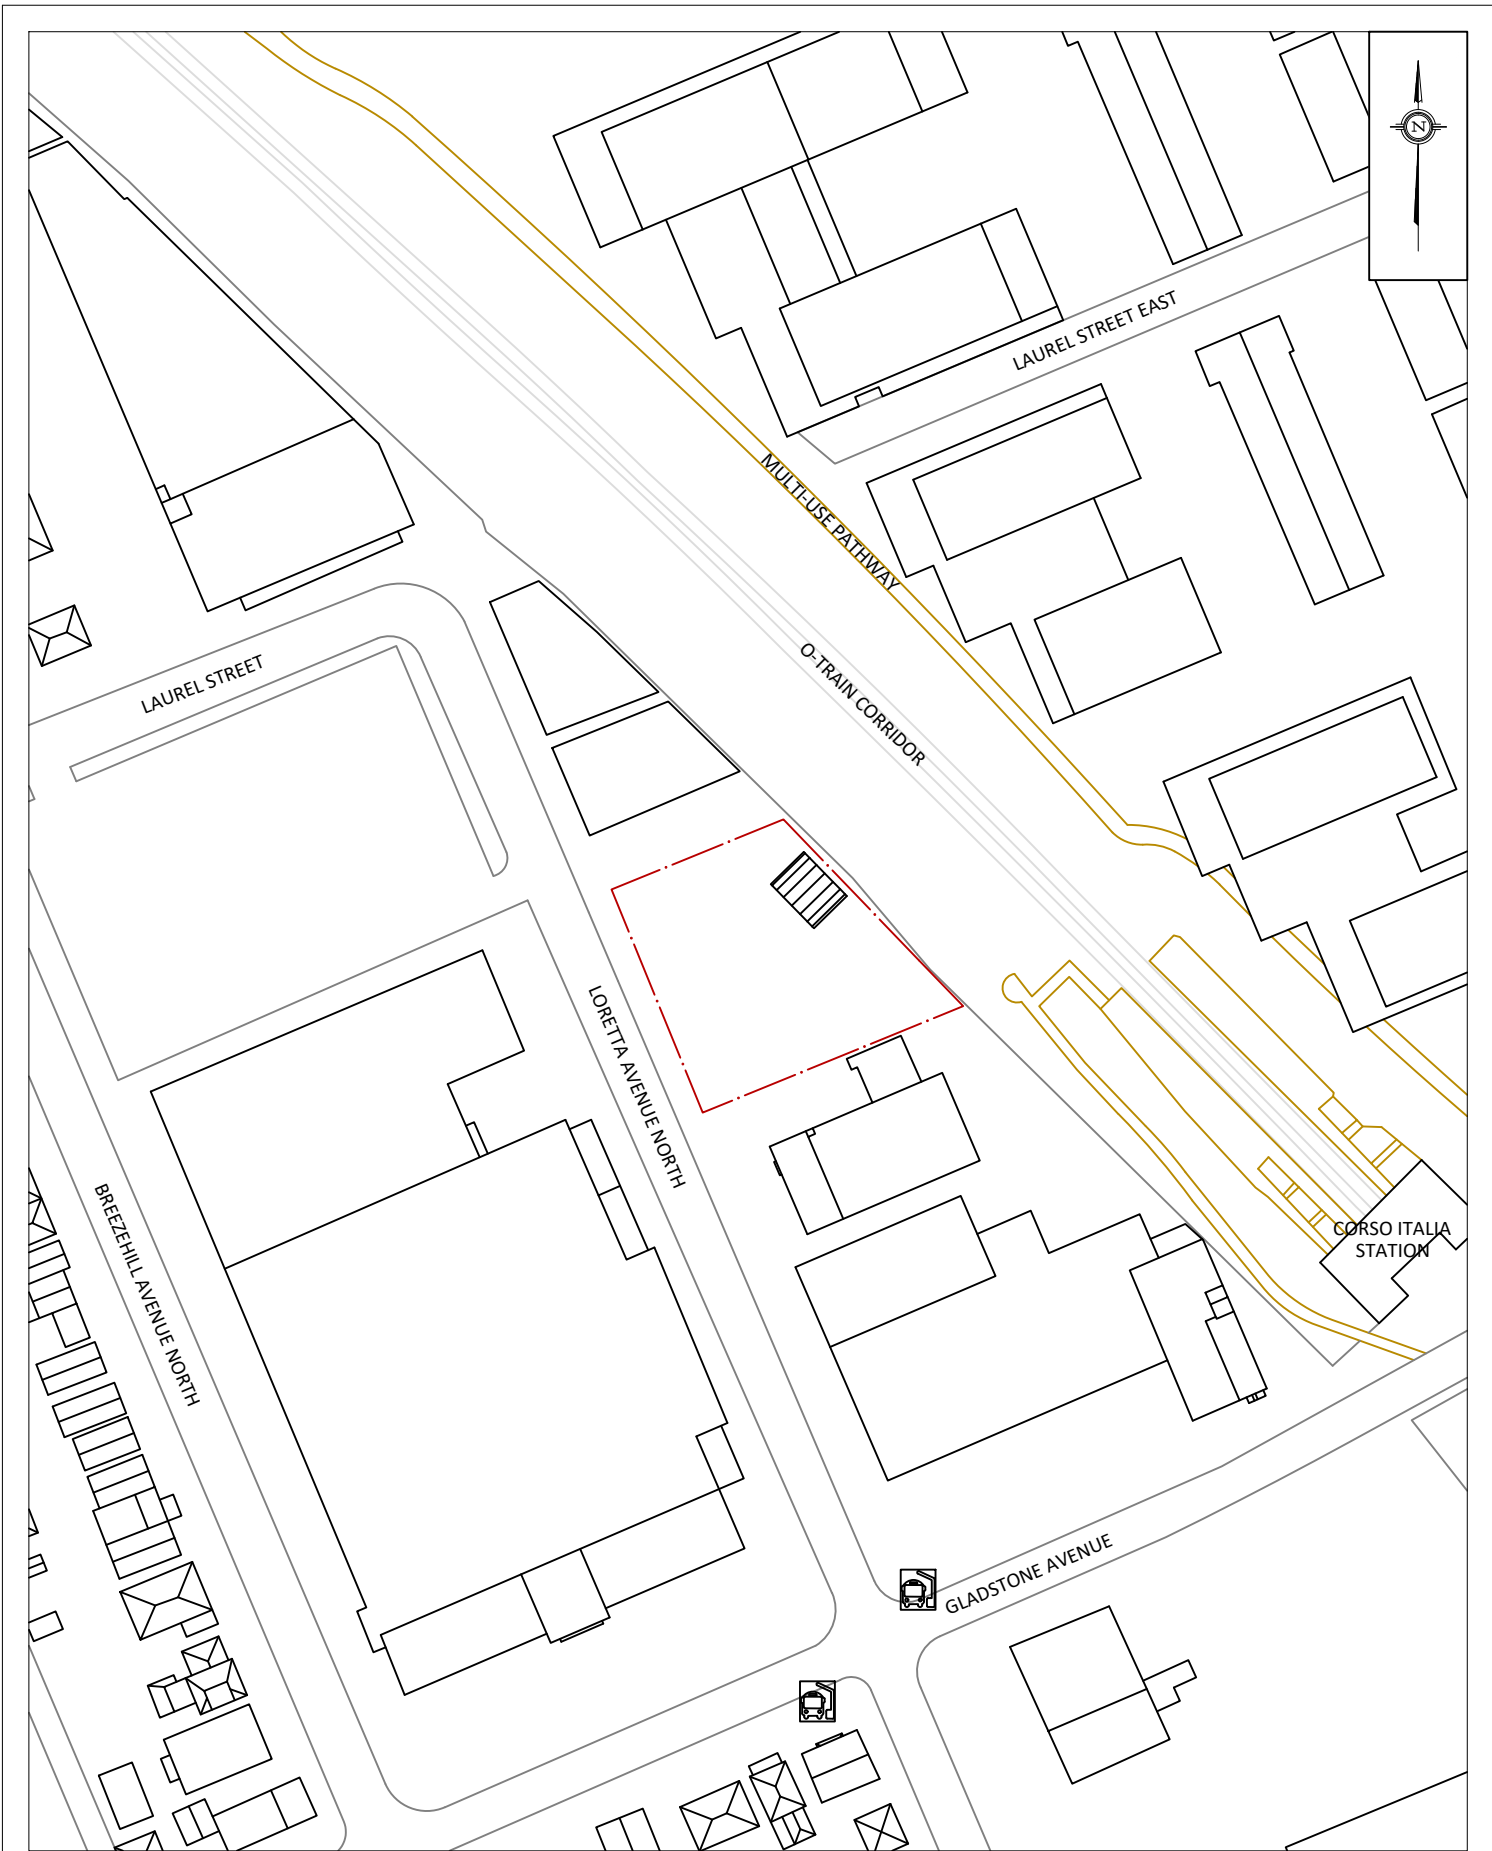 N
LAUREL STREET EAST
MULTI-USE PATHWAY
O-TRAIN CORRIDOR
LAUREL STREET
LORETTA AVENUE NORTH
BREEZEHILL AVENUE NORTH
CORSO ITALIA
STATION
GLADSTONE AVENUE